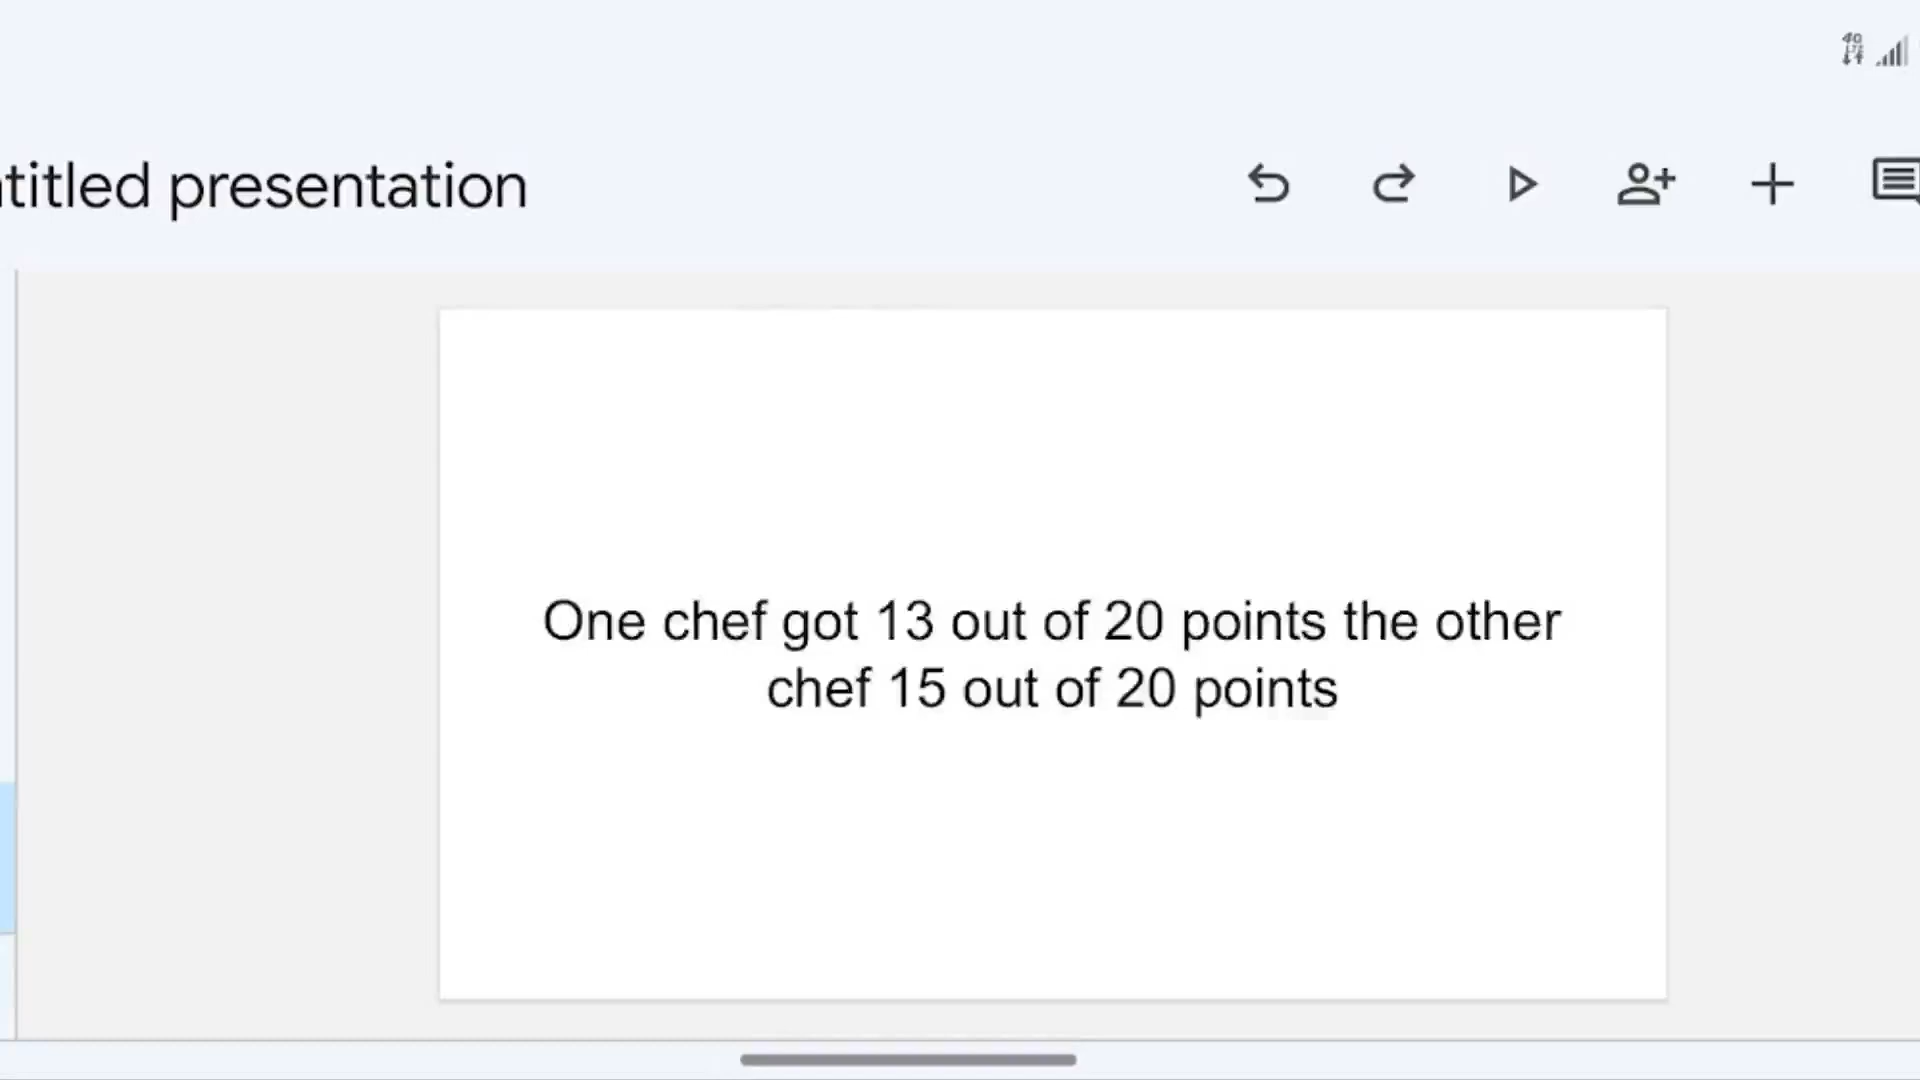 titled presentation
One chef got 13 out of 20 points the other
chef 15 out of 20 points